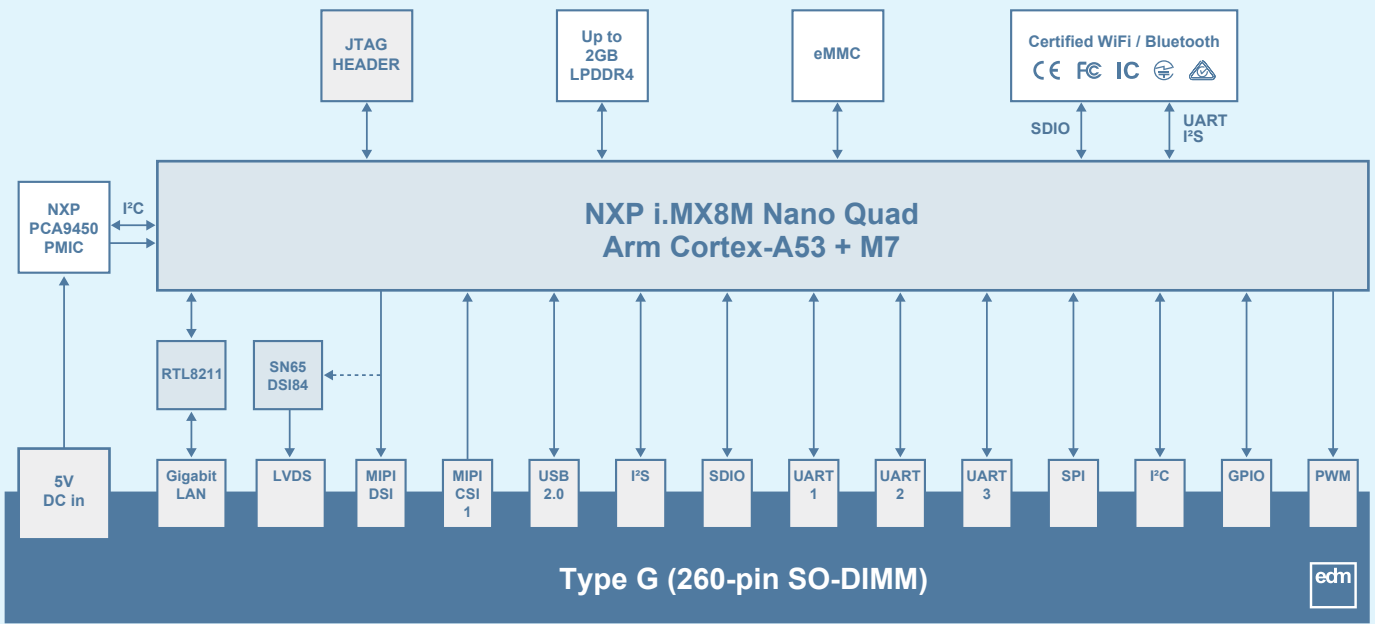 JTAG
HEADER
Up to
2GB
LPDDR4
eMMC
Certified WiFi / Bluetooth
CE FC IC
SDIO
UART
I²S
NXP
PCA9450
PMIC
I²C
NXP i.MX8M Nano Quad
Arm Cortex-A53 + M7
RTL8211
SN65
DSI84
5V
DC in
Gigabit
LAN
LVDS
MIPI
DSI
MIPI
CSI
1
USB
2.0
I²S
SDIO
UART
1
UART
2
UART
3
SPI
I²C
GPIO
PWM
Type G (260-pin SO-DIMM)
edm